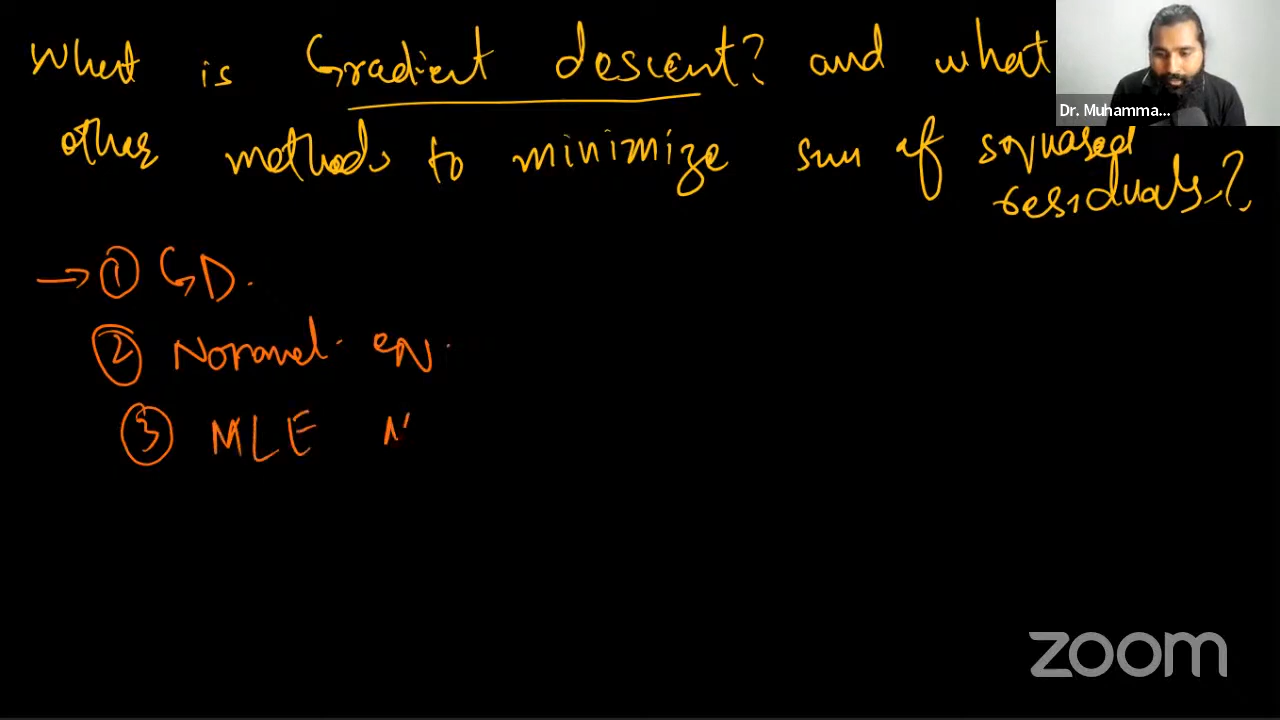 What is Gradient descent? and what
other methods to minimize sum of squared
residuals?
Dr. Muhamma...
→ ① GD.
② Normal. eq.
③ MLE
zoom